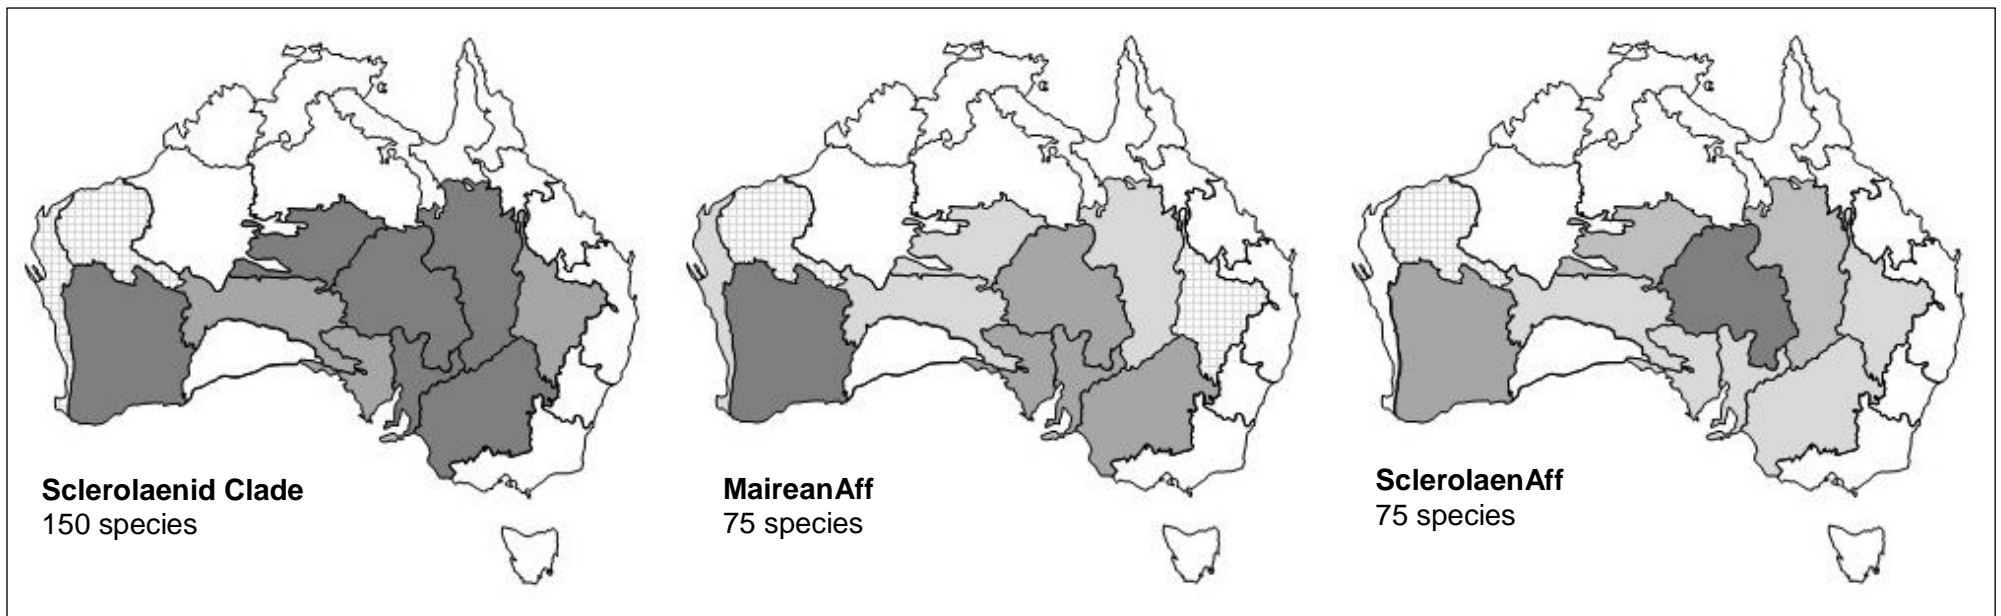 Sclerolaenid Clade
150 species
MaireanAff
75 species
SclerolaenAff
75 species